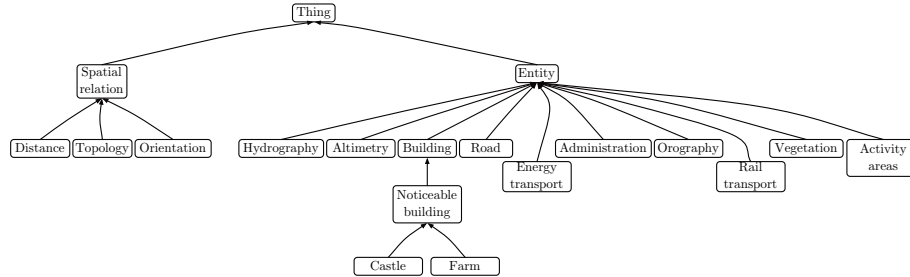 Thing
Spatial
relation
Entity
Distance
Topology
Orientation
Hydrography
Altimetry
Building
Road
Energy
transport
Administration
Orography
Rail
transport
Vegetation
Activity
areas
Noticeable
building
Castle
Farm